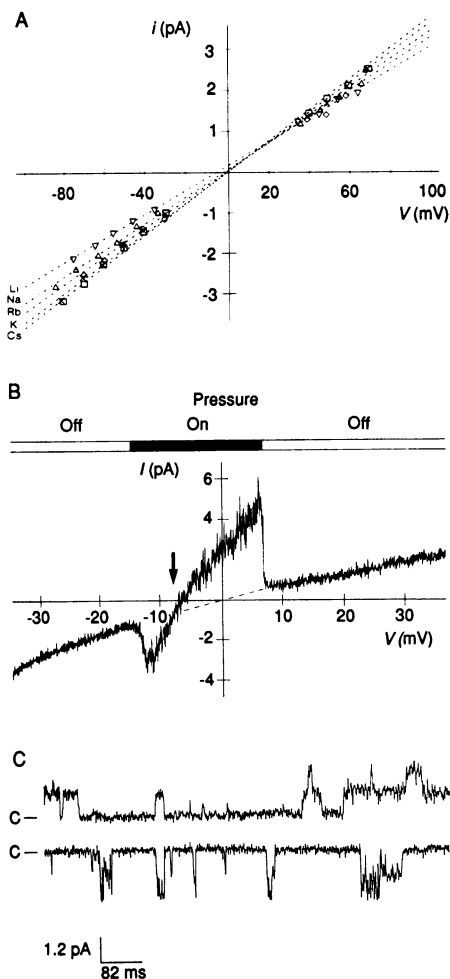 A
i (pA)
3
2
1
-80 -40 20 60 100
V (mV)
-1
-2
-3
Li
Na
Rb
K
Cs
B
Pressure
Off On Off
I (pA)
6
4
-30 -20 -10 10 20 30
V (mV)
-2
-4
C
C
C
1.2 pA
82 ms